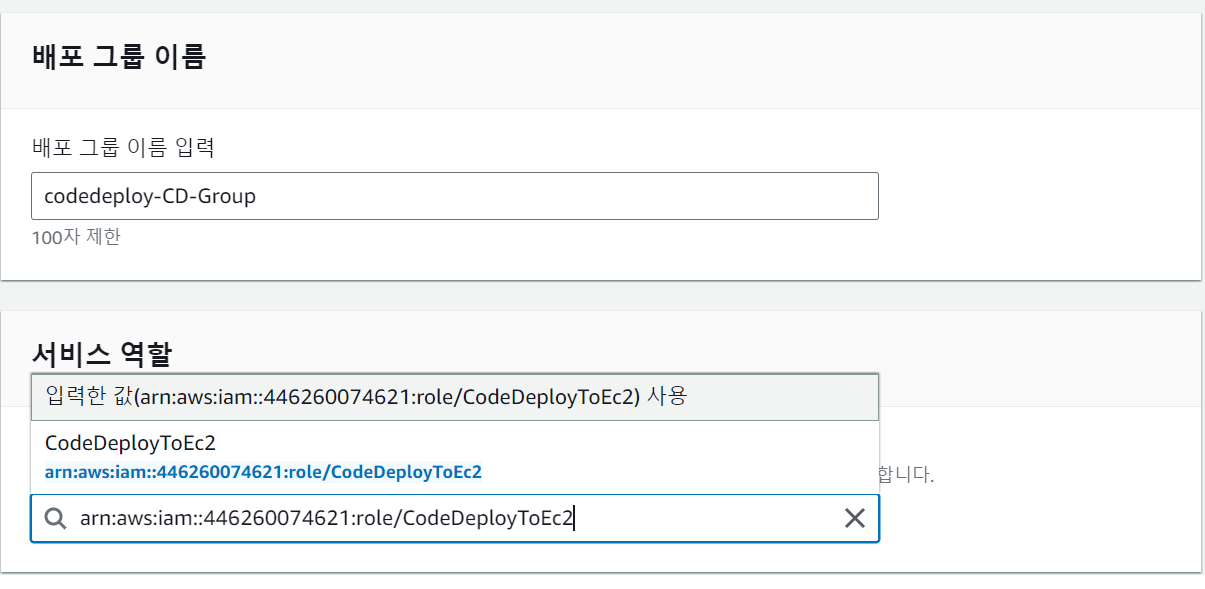 배포 그룹 이름
배포 그룹 이름 입력
codedeploy-CD-Group
100자 제한
서비스 역할
입력한 값(arn:aws:iam::446260074621:role/CodeDeployToEc2) 사용
CodeDeployToEc2
arn:aws:iam::446260074621:role/CodeDeployToEc2
합니다.
arn:aws:iam::446260074621:role/CodeDeployToEc2